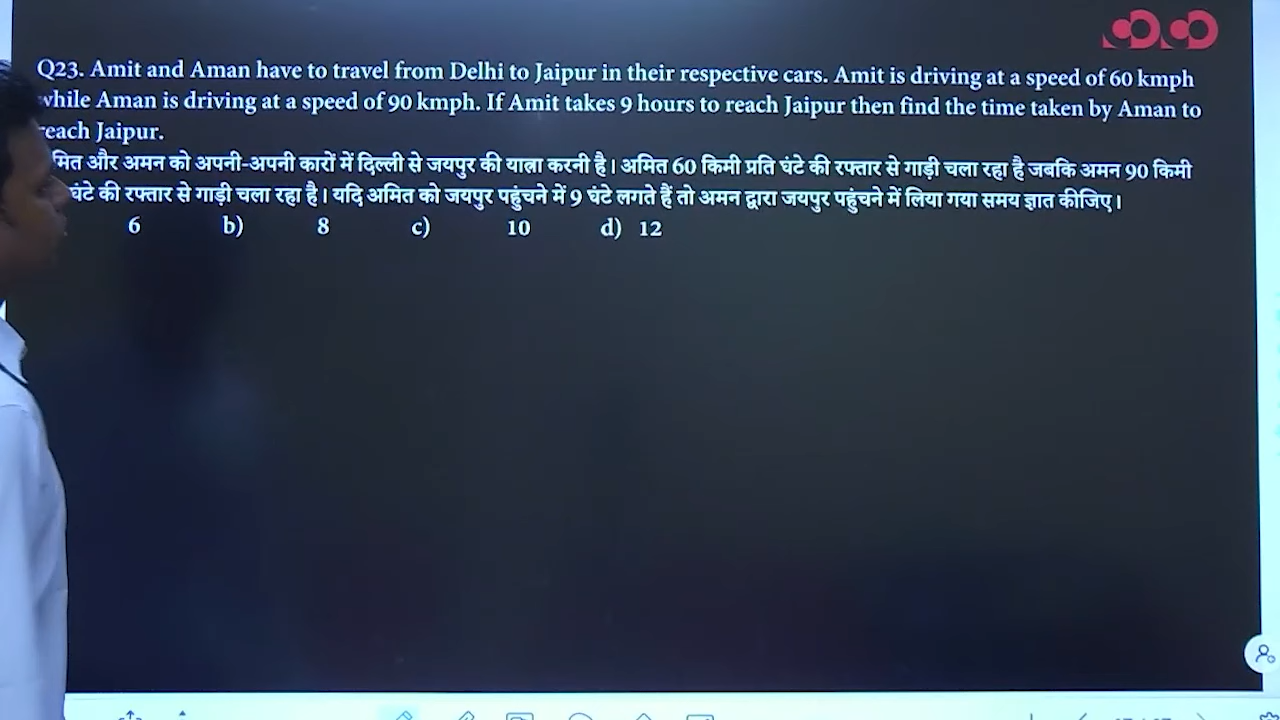 Q23. Amit and Aman have to travel from Delhi to Jaipur in their respective cars. Amit is driving at a speed of 60 kmph
while Aman is driving at a speed of 90 kmph. If Amit takes 9 hours to reach Jaipur then find the time taken by Aman to
reach Jaipur.
मित और अमन को अपनी-अपनी कारों में दिल्ली से जयपुर की यात्रा करनी है। अमित 60 किमी प्रति घंटे की रफ्तार से गाड़ी चला रहा है जबकि अमन 90 किमी
घंटे की रफ्तार से गाड़ी चला रहा है। यदि अमित को जयपुर पहुंचने में 9 घंटे लगते हैं तो अमन द्वारा जयपुर पहुंचने में लिया गया समय ज्ञात कीजिए।
6 b) 8 c) 10 d) 12